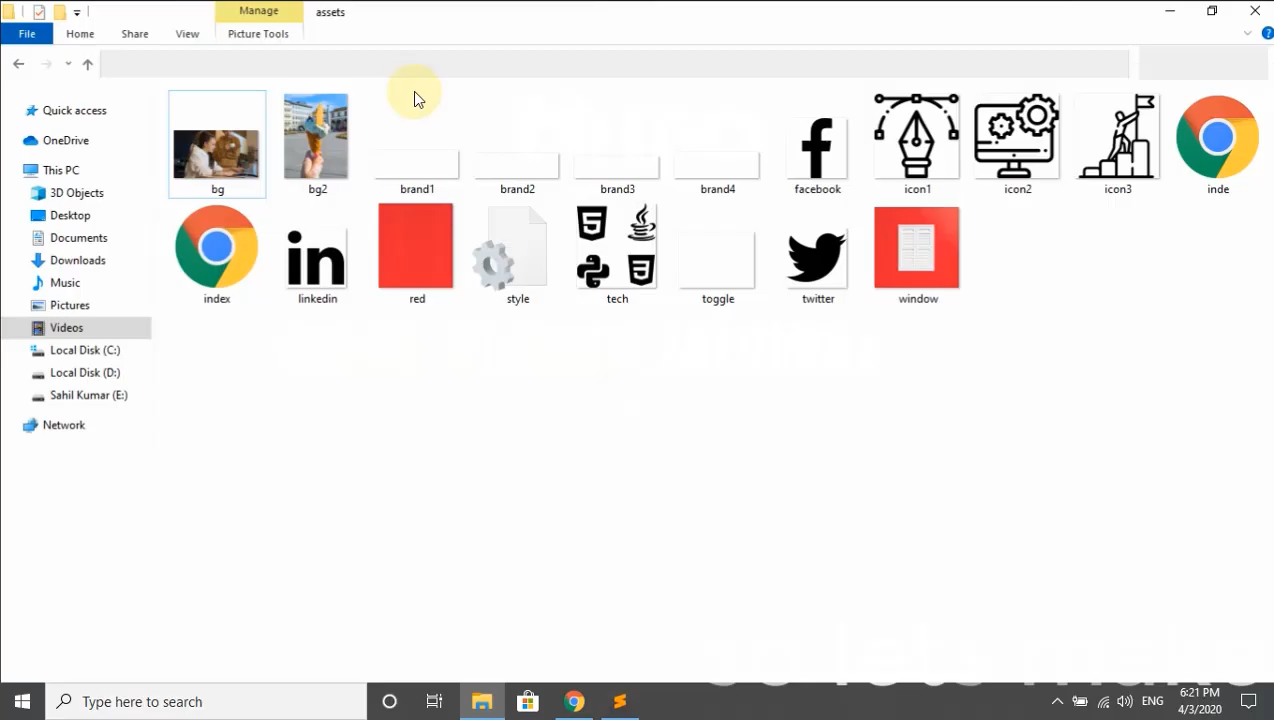 Manage
assets
File
Home
Share
View
Picture Tools
Quick access
OneDrive
This PC
3D Objects
Desktop
Documents
Downloads
Music
Pictures
Videos
Local Disk (C:)
Local Disk (D:)
Sahil Kumar (E:)
Network
bg
bg2
brand1
brand2
brand3
brand4
facebook
icon1
icon2
icon3
inde
index
linkedin
red
style
tech
toggle
twitter
window
so lets make
Type here to search
ENG
6:21 PM
4/3/2020